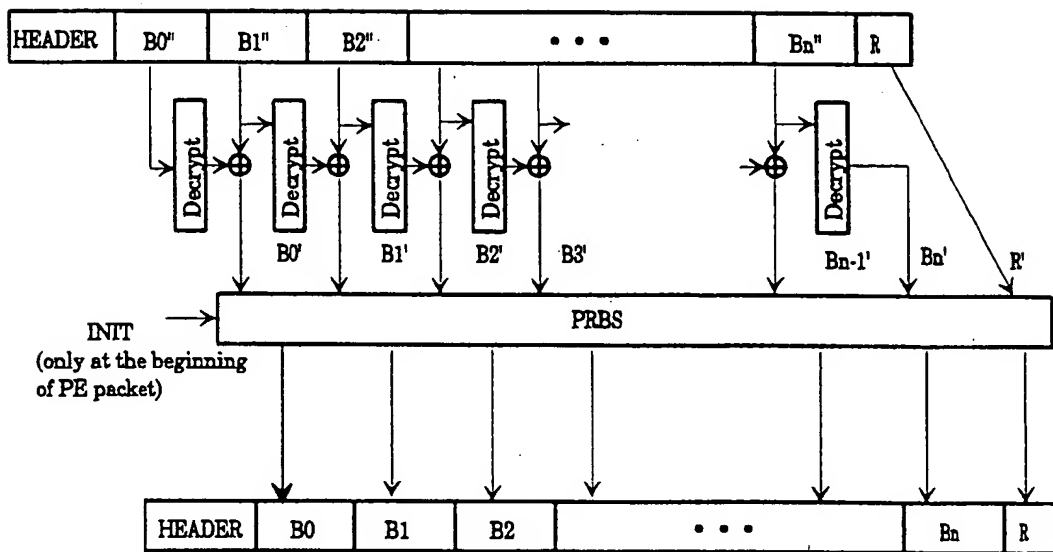 HEADER B0" B1" B2" • • • Bn" R
Decrypt Decrypt Decrypt Decrypt Decrypt
B0' B1' B2' B3' Bn-1' Bn' R'
PRBS
INIT
(only at the beginning
of PE packet)
HEADER B0 B1 B2 • • • Bn R